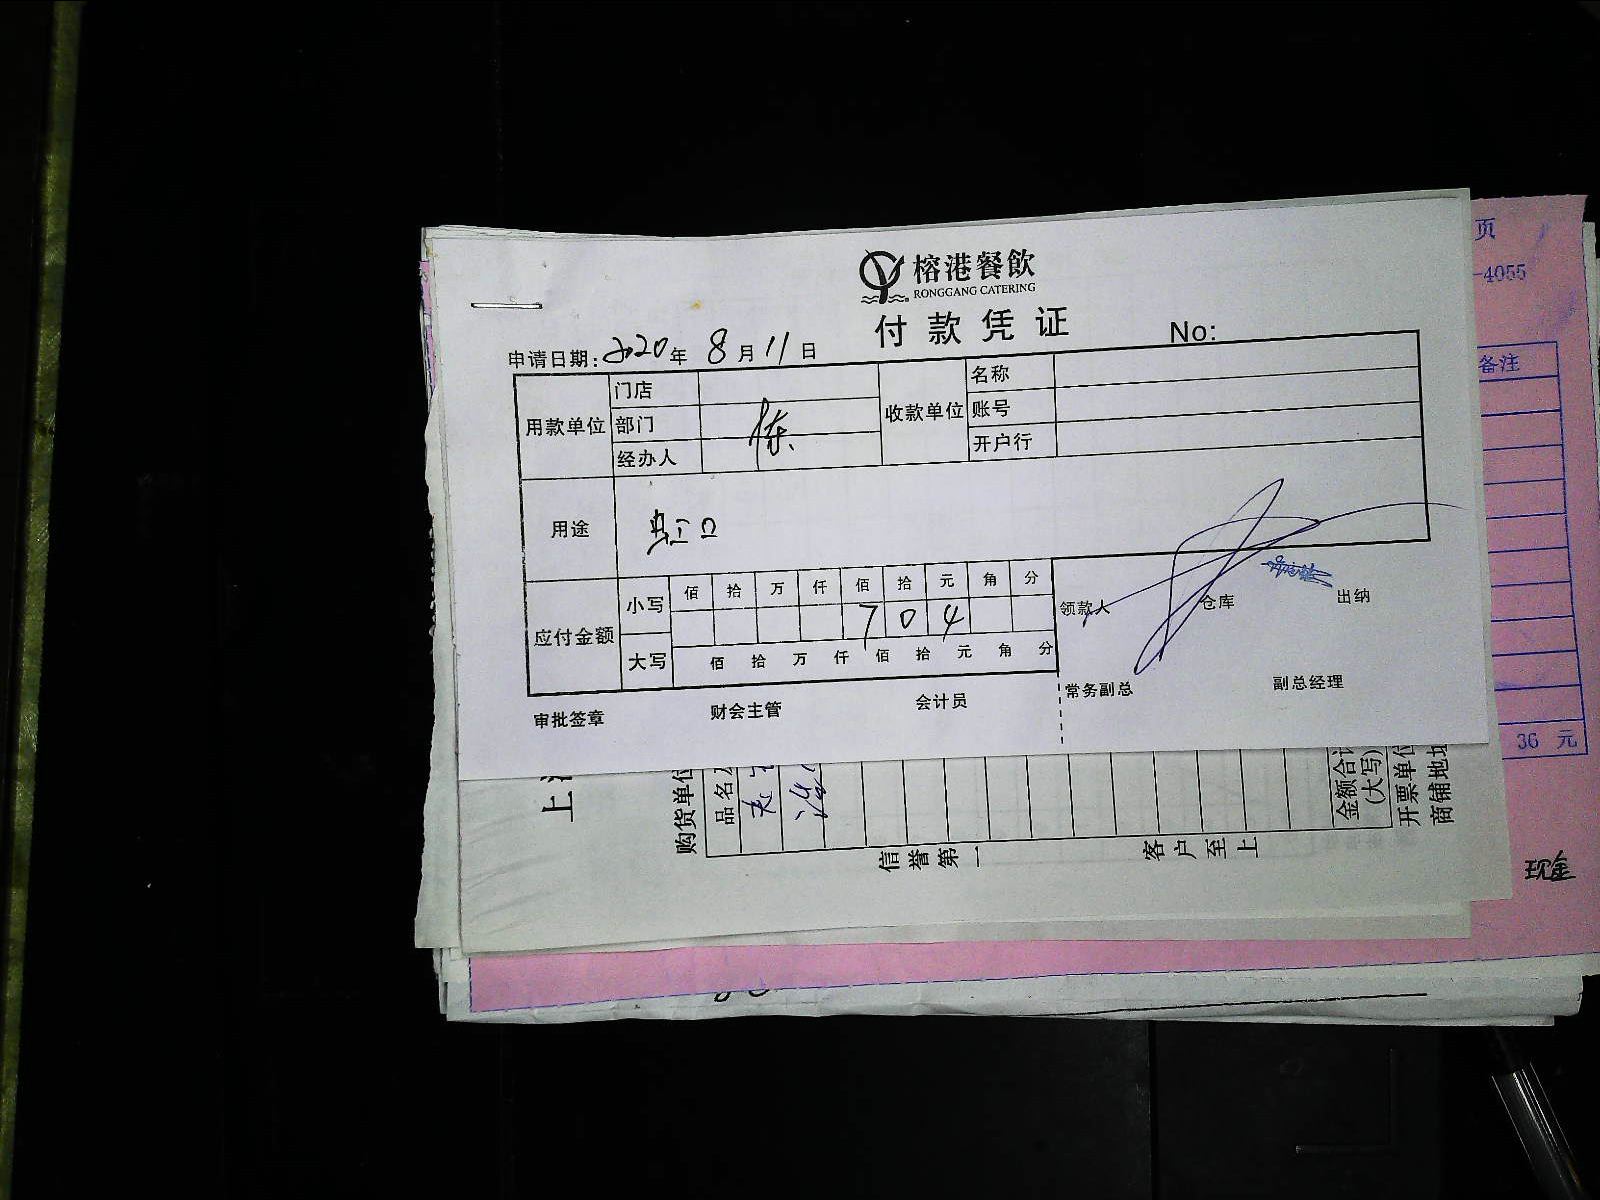 榕港餐飲
RONGGANG CATERING
付款凭证
No:
申请日期:2020年8月11日
用款单位
门店
部门
经办人
收款单位
名称
账号
开户行
用途
应付金额
小写
佰 拾 万 仟 佰 拾 元 角 分
7 0 4
大写
佰 拾 万 仟 佰 拾 元 角 分
领款人
仓库
出纳
常务副总
副总经理
审批签章
财会主管
会计员
页
-4055
备注
36 元
现金
上
购货单位
品名及
信誉第一
客户至上
金额合计
(大写)
开票单位
商铺地址